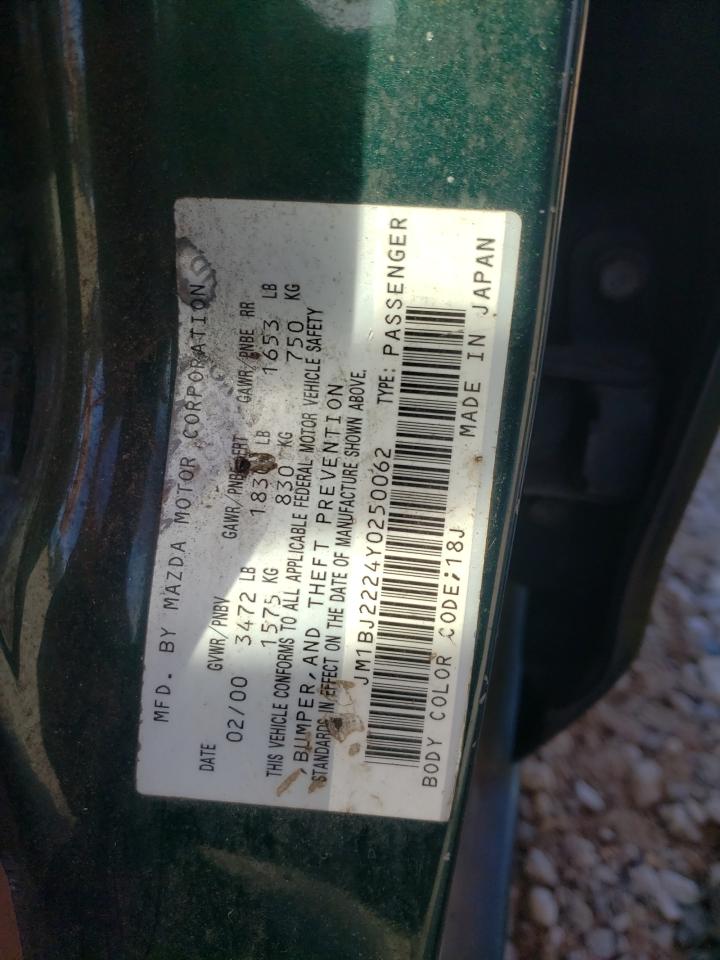 MFD. BY MAZDA MOTOR CORPORATION
DATE GVWR/PNBV GAWR/PNBE GAWR/PNBE RR
02/00 3472 LB LB 1653 LB
1575 KG 830 KG 750 KG
THIS VEHICLE CONFORMS TO ALL APPLICABLE FEDERAL MOTOR VEHICLE SAFETY
BUMPER, AND THEFT PREVENTION
STANDARDS IN EFFECT ON THE DATE OF MANUFACTURE SHOWN ABOVE.
JM1BJ2224Y0250062 TYPE: PASSENGER
BODY COLOR CODE;18J MADE IN JAPAN